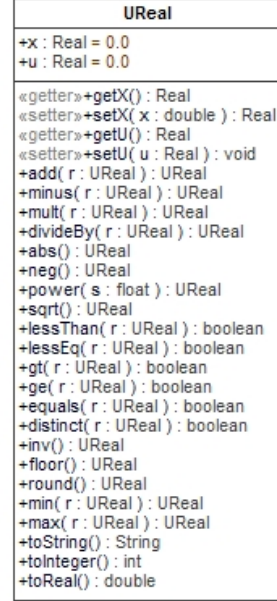 UReal
+x : Real = 0.0
+u : Real = 0.0
«getter»+getX() : Real
«setter»+setX( x : double ) : Real
«getter»+getU() : Real
«setter»+setU( u : Real ) : void
+add( r : UReal ) : UReal
+minus( r : UReal ) : UReal
+mult( r : UReal ) : UReal
+divideBy( r : UReal ) : UReal
+abs() : UReal
+neg() : UReal
+power( s : float ) : UReal
+sqrt() : UReal
+lessThan( r : UReal ) : boolean
+lessEq( r : UReal ) : boolean
+gt( r : UReal ) : boolean
+ge( r : UReal ) : boolean
+equals( r : UReal ) : boolean
+distinct( r : UReal ) : boolean
+inv() : UReal
+floor() : UReal
+round() : UReal
+min( r : UReal ) : UReal
+max( r : UReal ) : UReal
+toString() : String
+toInteger() : int
+toReal() : double